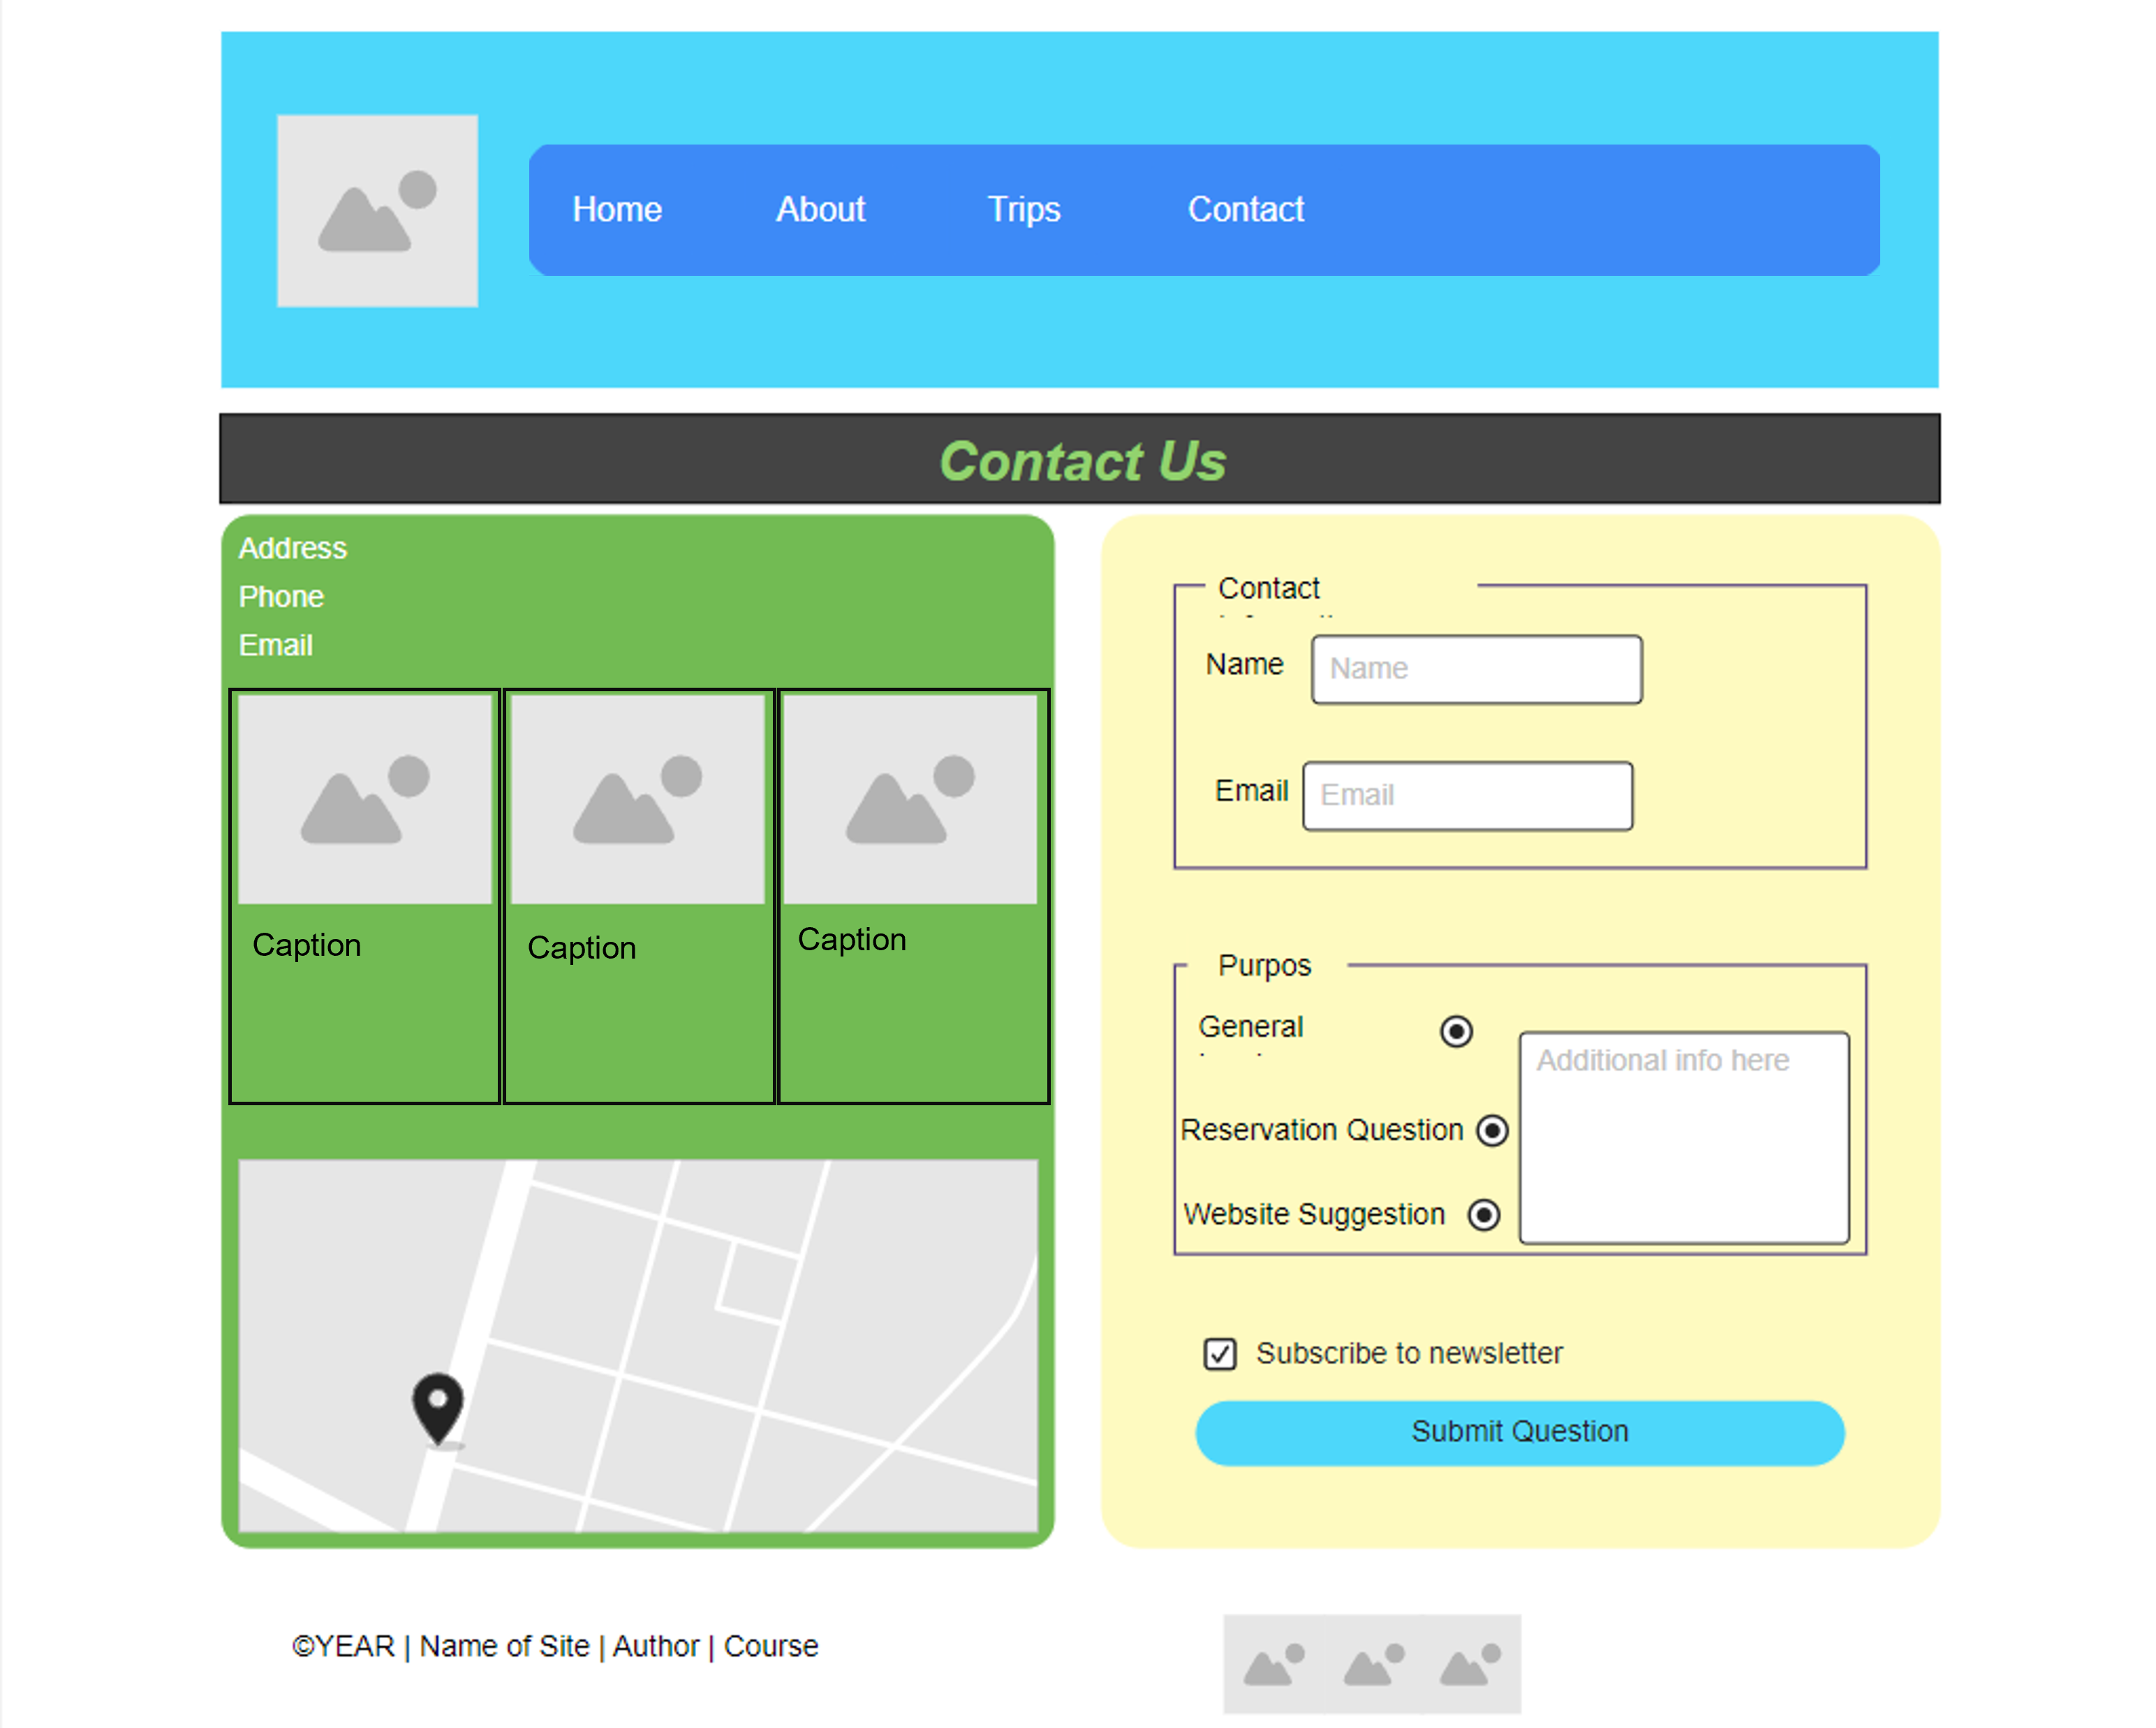 Home About Trips Contact
Contact Us
Address
Phone
Email
Caption
Caption
Caption
Contact
Name
Name
Email
Email
Purpos
General
Reservation Question
Website Suggestion
Additional info here
Subscribe to newsletter
Submit Question
©YEAR | Name of Site | Author | Course